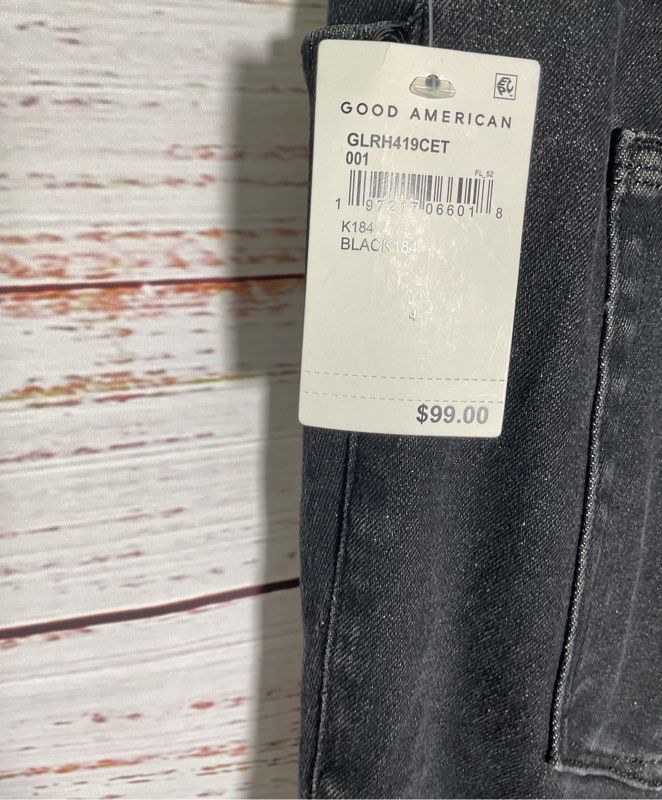 GOOD AMERICAN
GLRH419CET
001
FL_52
1 97217 06601 8
K184
BLACK184
4
$99.00